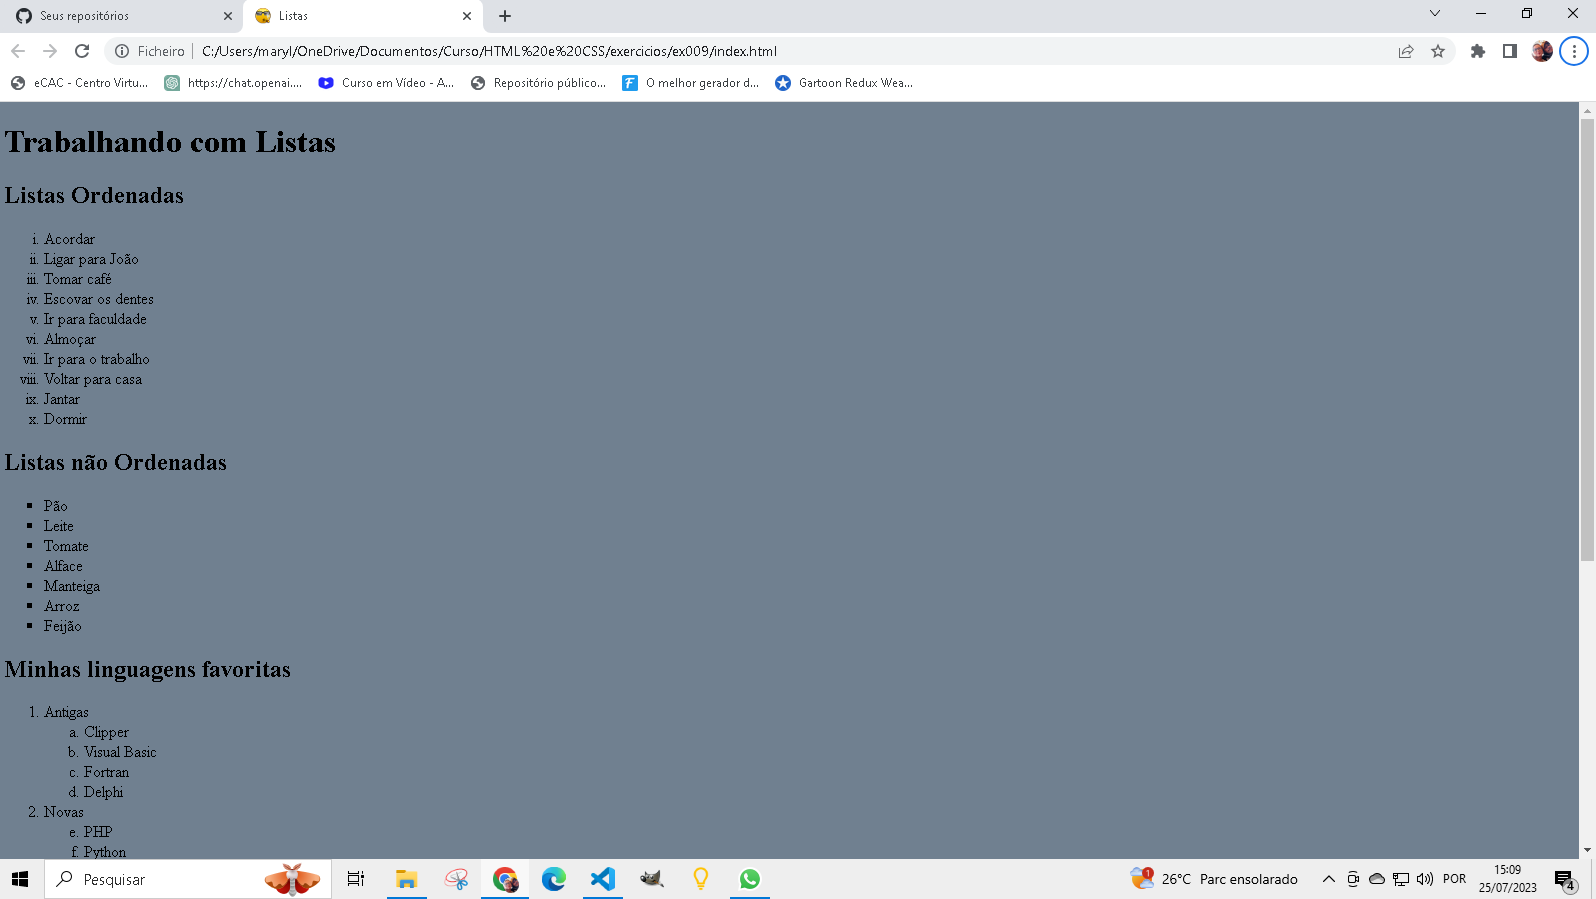 Seus repositórios
Listas
Ficheiro
C:/Users/maryl/OneDrive/Documentos/Curso/HTML%20e%20CSS/exercicios/ex009/index.html
eCAC - Centro Virtu...
https://chat.openai....
Curso em Vídeo - A...
Repositório público...
O melhor gerador d...
Gartoon Redux Wea...
Trabalhando com Listas
Listas Ordenadas
i. Acordar
ii. Ligar para João
iii. Tomar café
iv. Escovar os dentes
v. Ir para faculdade
vi. Almoçar
vii. Ir para o trabalho
viii. Voltar para casa
ix. Jantar
x. Dormir
Listas não Ordenadas
▪ Pão
▪ Leite
▪ Tomate
▪ Alface
▪ Manteiga
▪ Arroz
▪ Feijão
Minhas linguagens favoritas
1. Antigas
a. Clipper
b. Visual Basic
c. Fortran
d. Delphi
2. Novas
e. PHP
f. Python
Pesquisar
1
26°C Parc ensolarado
POR
15:09
25/07/2023
4